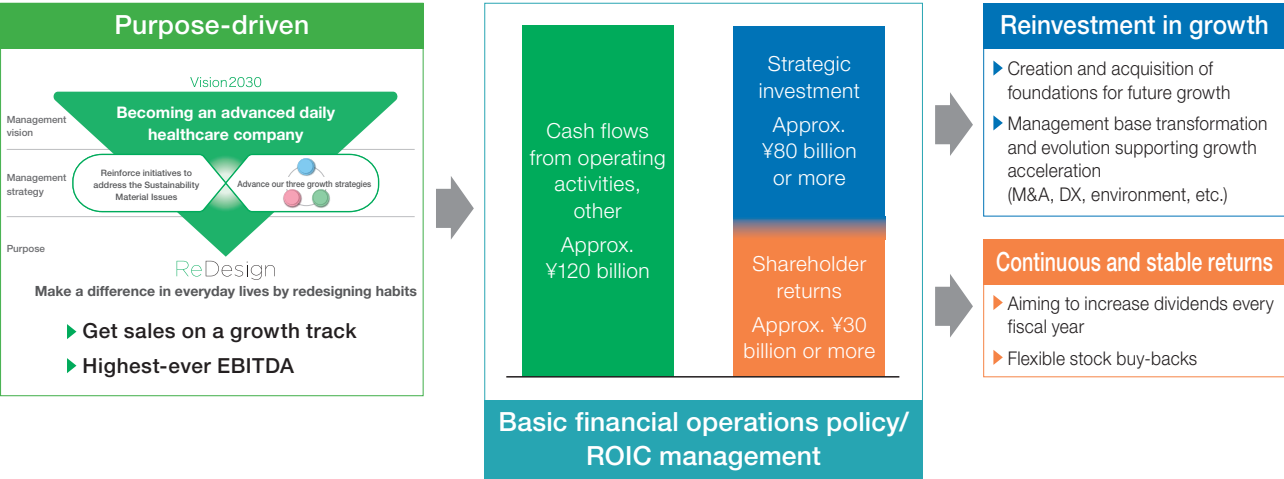 Purpose-driven
Vision2030
Becoming an advanced daily
healthcare company
Management
vision
Management
strategy
Reinforce initiatives to
address the Sustainability
Material Issues
Advance our three growth strategies
Purpose
ReDesign
Make a difference in everyday lives by redesigning habits
Get sales on a growth track
Highest-ever EBITDA
Cash flows
from operating
activities,
other
Approx.
¥120 billion
Strategic
investment
Approx.
¥80 billion
or more
Shareholder
returns
Approx. ¥30
billion or more
Basic financial operations policy/
ROIC management
Reinvestment in growth
Creation and acquisition of
foundations for future growth
Management base transformation
and evolution supporting growth
acceleration
(M&A, DX, environment, etc.)
Continuous and stable returns
Aiming to increase dividends every
fiscal year
Flexible stock buy-backs